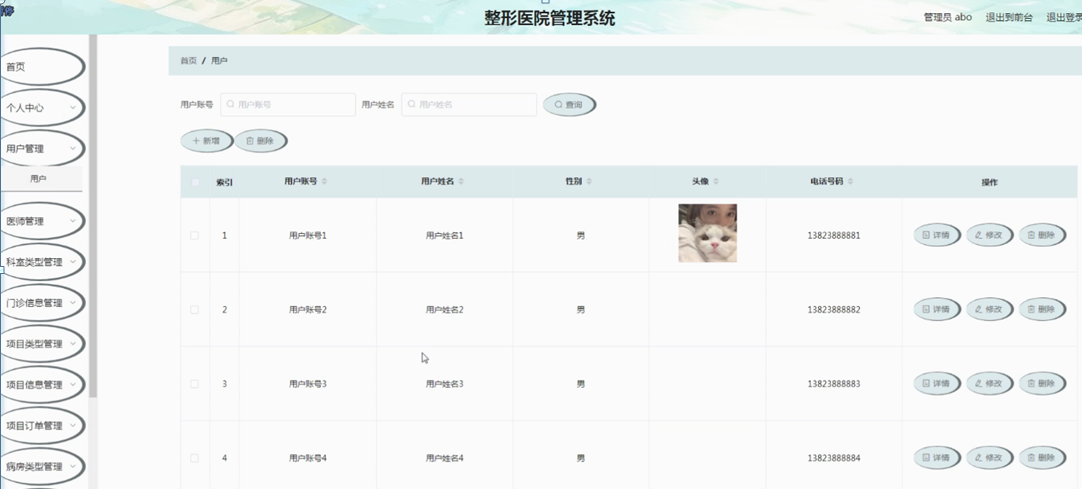 整形医院管理系统
管理员 abo 退出到前台 退出登录
首页
个人中心
用户管理
用户
医师管理
科室类型管理
门诊信息管理
项目类型管理
项目信息管理
项目订单管理
病房类型管理
首页 / 用户
用户账号 用户账号 用户姓名 用户姓名 查询
新增 删除
索引 用户账号 用户姓名 性别 头像 电话号码 操作
1 用户账号1 用户姓名1 男 13823888881 详情 修改 删除
2 用户账号2 用户姓名2 男 13823888882 详情 修改 删除
3 用户账号3 用户姓名3 男 13823888883 详情 修改 删除
4 用户账号4 用户姓名4 男 13823888884 详情 修改 删除